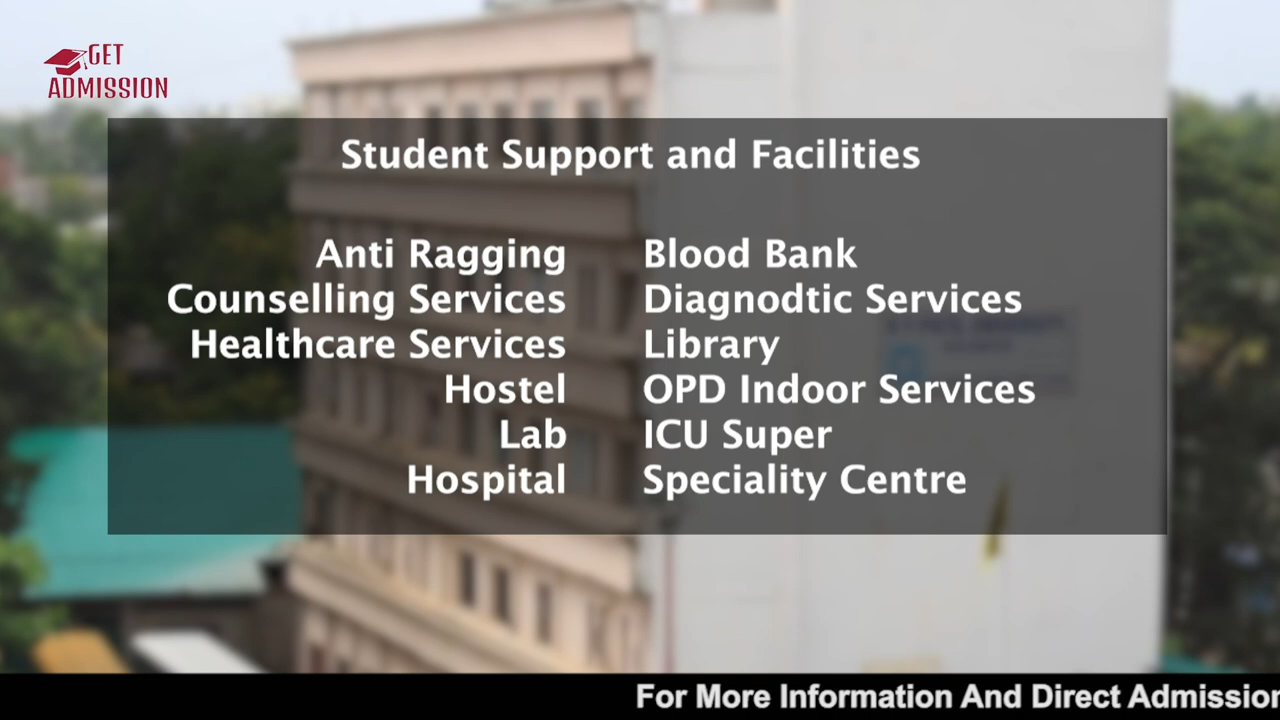 GET
ADMISSION
Student Support and Facilities
Anti Ragging
Counselling Services
Healthcare Services
Hostel
Lab
Hospital
Blood Bank
Diagnodtic Services
Library
OPD Indoor Services
ICU Super
Speciality Centre
For More Information And Direct Admission